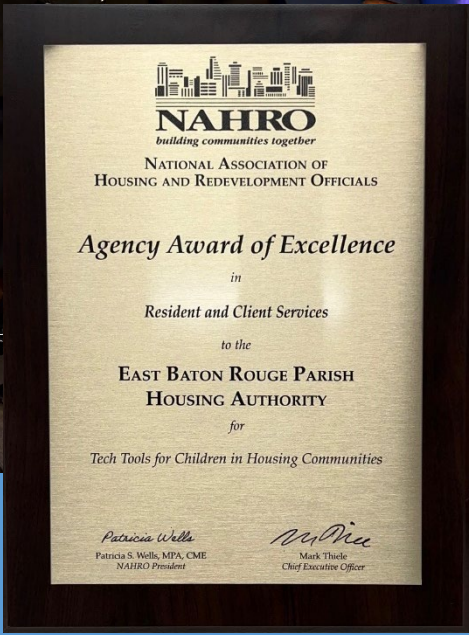 NAHRO
building communities together
NATIONAL ASSOCIATION OF
HOUSING AND REDEVELOPMENT OFFICIALS
Agency Award of Excellence
in
Resident and Client Services
to the
EAST BATON ROUGE PARISH
HOUSING AUTHORITY
for
Tech Tools for Children in Housing Communities
Patricia Wells
Patricia S. Wells, MPA, CME
NAHRO President
Mark Thiele
Chief Executive Officer